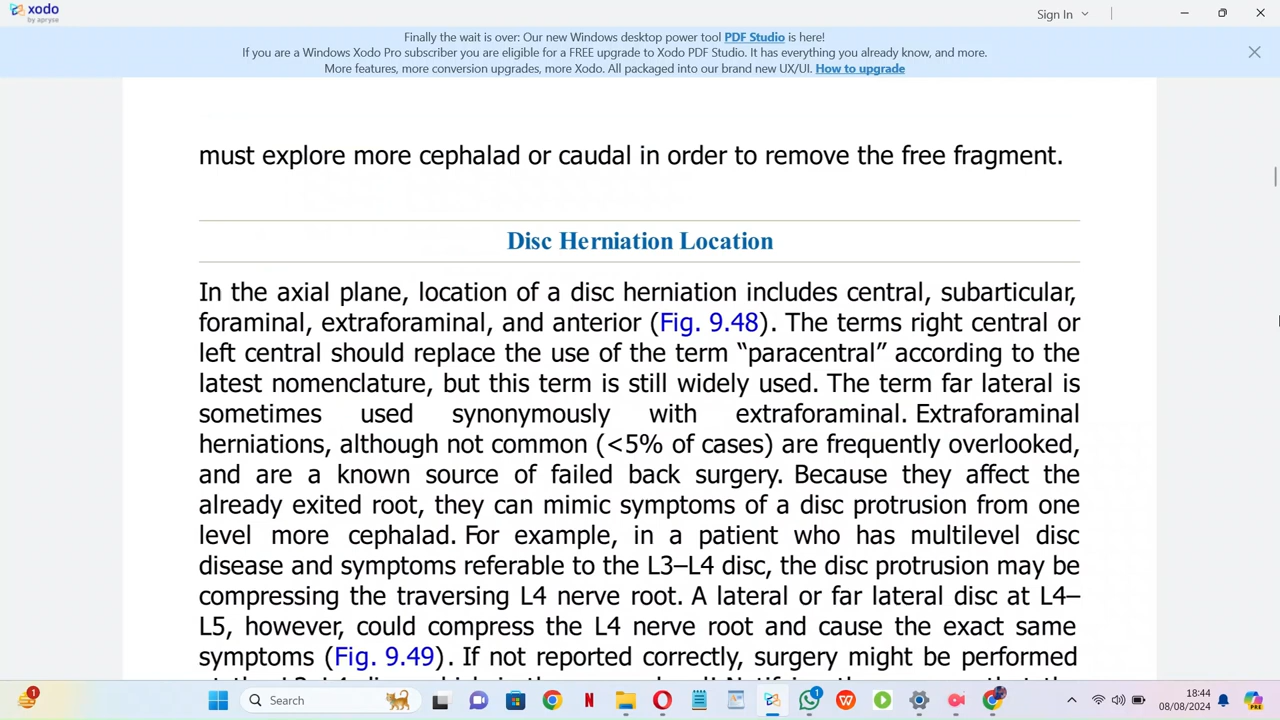 xodo
by apryse
Sign In
Finally the wait is over: Our new Windows desktop power tool PDF Studio is here!
If you are a Windows Xodo Pro subscriber you are eligible for a FREE upgrade to Xodo PDF Studio. It has everything you already know, and more.
More features, more conversion upgrades, more Xodo. All packaged into our brand new UX/UI. How to upgrade
must explore more cephalad or caudal in order to remove the free fragment.
Disc Herniation Location
In the axial plane, location of a disc herniation includes central, subarticular,
foraminal, extraforaminal, and anterior (Fig. 9.48). The terms right central or
left central should replace the use of the term “paracentral” according to the
latest nomenclature, but this term is still widely used. The term far lateral is
sometimes used synonymously with extraforaminal. Extraforaminal
herniations, although not common (<5% of cases) are frequently overlooked,
and are a known source of failed back surgery. Because they affect the
already exited root, they can mimic symptoms of a disc protrusion from one
level more cephalad. For example, in a patient who has multilevel disc
disease and symptoms referable to the L3–L4 disc, the disc protrusion may be
compressing the traversing L4 nerve root. A lateral or far lateral disc at L4–
L5, however, could compress the L4 nerve root and cause the exact same
symptoms (Fig. 9.49). If not reported correctly, surgery might be performed
1
Search
N
1
W
18:44
08/08/2024